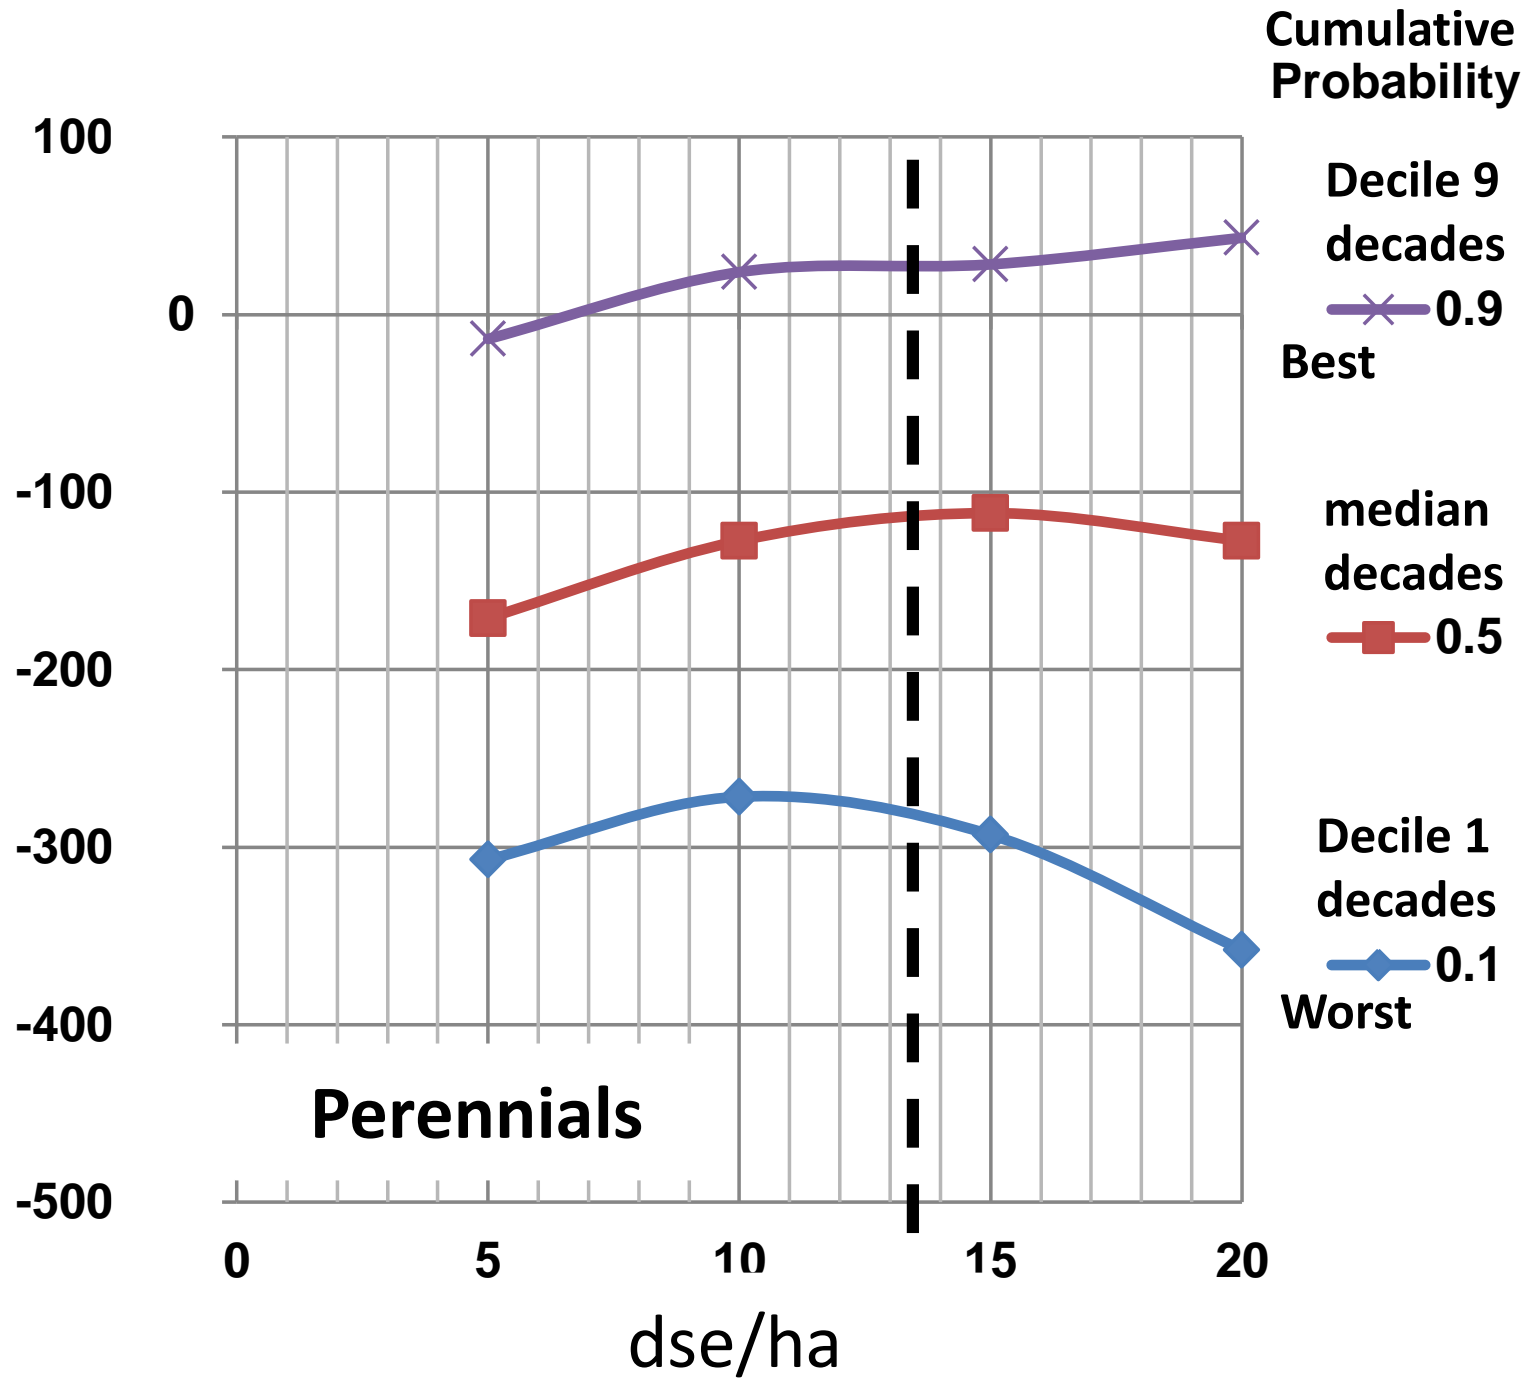 Cumulative
Probability
100
0
-100
-200
-300
-400
-500
Decile 9
decades
0.9
Best
median
decades
0.5
Decile 1
decades
0.1
Worst
Perennials
0 5 10 15 20
dse/ha